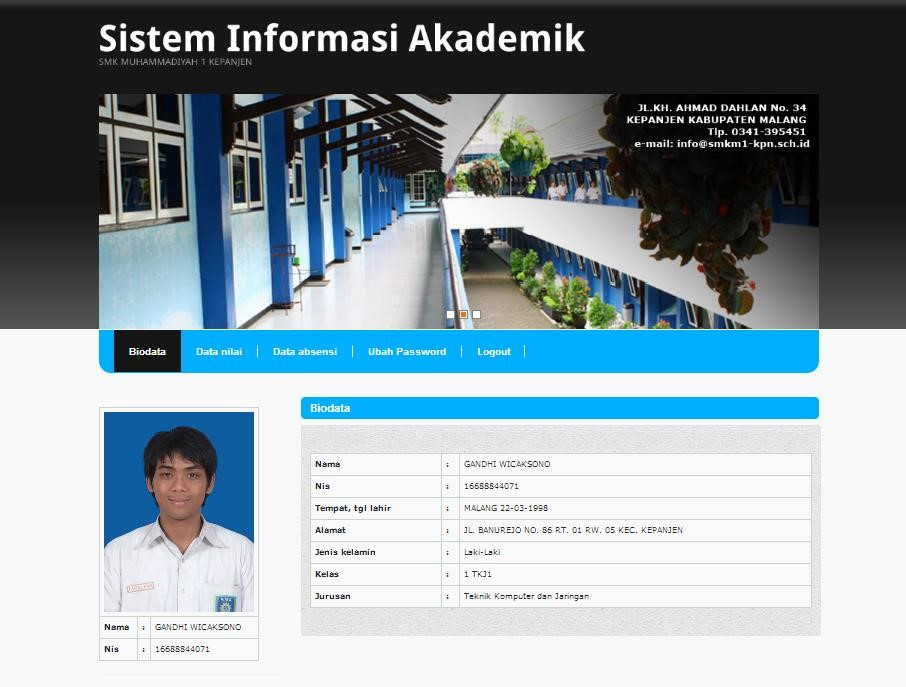 Sistem Informasi Akademik
SMK MUHAMMADIYAH 1 KEPANJEN
JL.KH. AHMAD DAHLAN No. 34
KEPANJEN KABUPATEN MALANG
Tlp. 0341-395451
e-mail: info@smkm1-kpn.sch.id
Biodata Data nilai Data absensi Ubah Password Logout
Biodata
Nama : GANDHI WICAKSONO
Nis : 16688844071
Tempat, tgl lahir : MALANG 22-03-1998
Alamat : JL. BANUREJO NO. 86 RT. 01 RW. 05 KEC. KEPANJEN
Jenis kelamin : Laki-Laki
Kelas : 1 TKJ1
Jurusan : Teknik Komputer dan Jaringan
Nama : GANDHI WICAKSONO
Nis : 16688844071